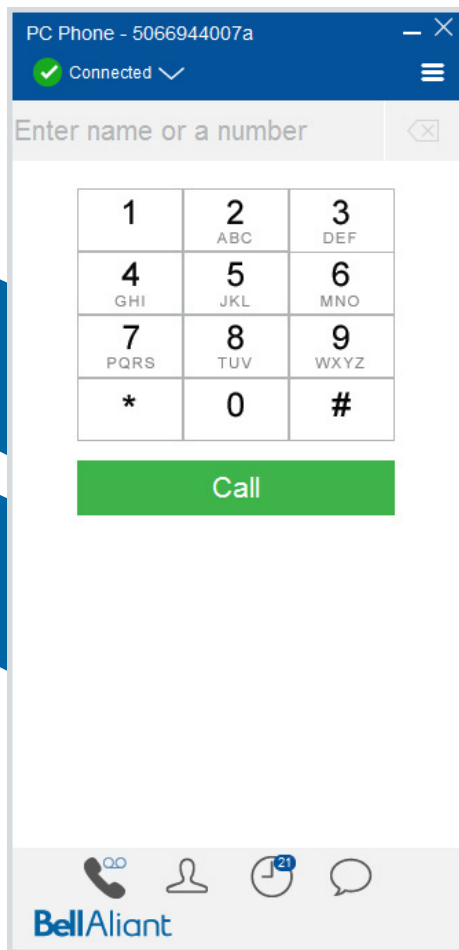 PC Phone - 5066944007a
Connected
Enter name or a number
1 2 3
ABC DEF
4 5 6
GHI JKL MNO
7 8 9
PQRS TUV WXYZ
* 0 #
Call
21
BellAliant